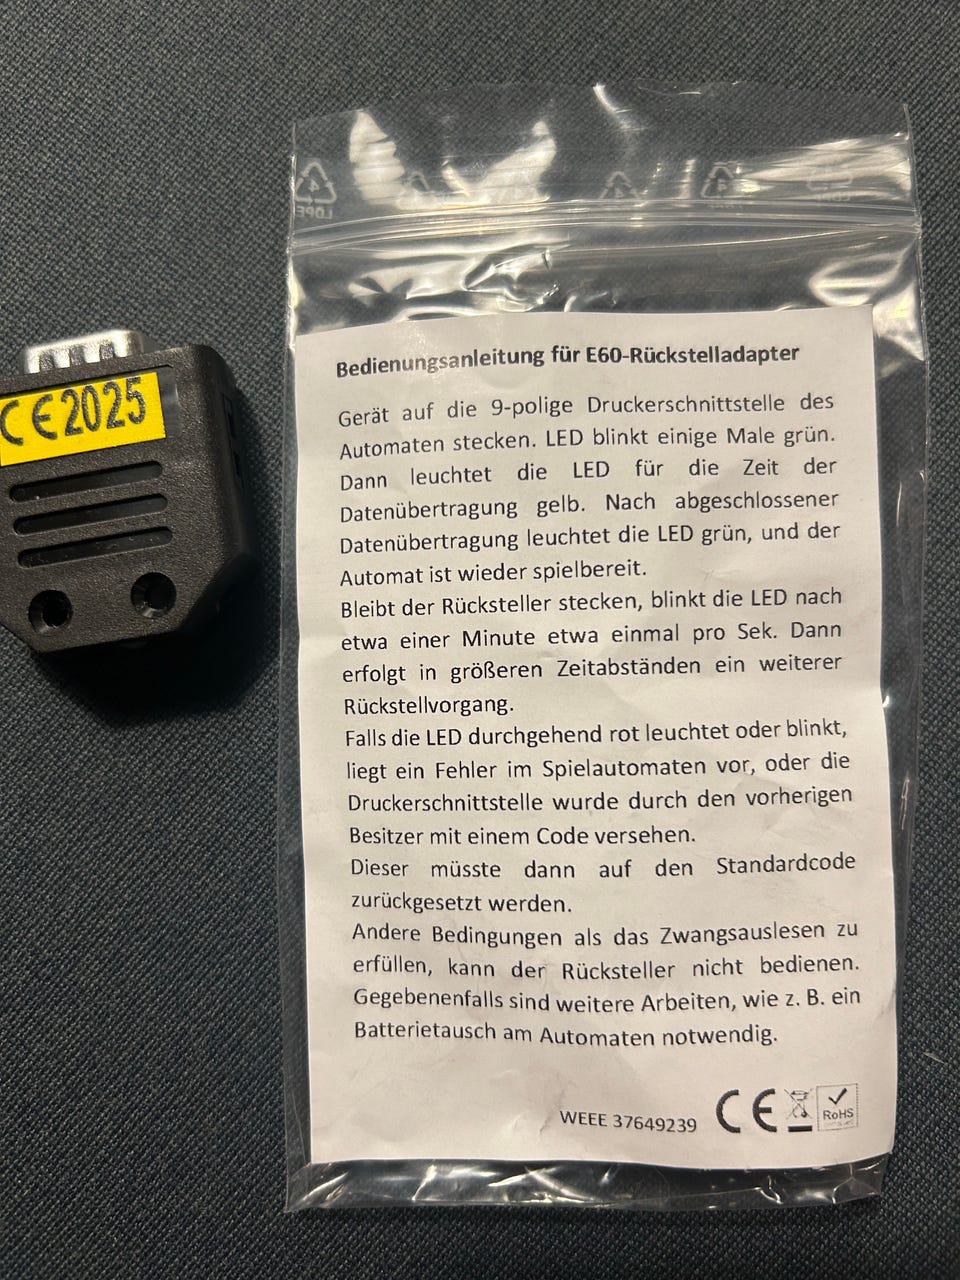 LDPE
CE2025
Bedienungsanleitung für E60-Rückstelladapter
Gerät auf die 9-polige Druckerschnittstelle des
Automaten stecken. LED blinkt einige Male grün.
Dann leuchtet die LED für die Zeit der
Datenübertragung gelb. Nach abgeschlossener
Datenübertragung leuchtet die LED grün, und der
Automat ist wieder spielbereit.
Bleibt der Rücksteller stecken, blinkt die LED nach
etwa einer Minute etwa einmal pro Sek. Dann
erfolgt in größeren Zeitabständen ein weiterer
Rückstellvorgang.
Falls die LED durchgehend rot leuchtet oder blinkt,
liegt ein Fehler im Spielautomaten vor, oder die
Druckerschnittstelle wurde durch den vorherigen
Besitzer mit einem Code versehen.
Dieser müsste dann auf den Standardcode
zurückgesetzt werden.
Andere Bedingungen als das Zwangsauslesen zu
erfüllen, kann der Rücksteller nicht bedienen.
Gegebenenfalls sind weitere Arbeiten, wie z. B. ein
Batterietausch am Automaten notwendig.
WEEE 37649239 CE RoHS